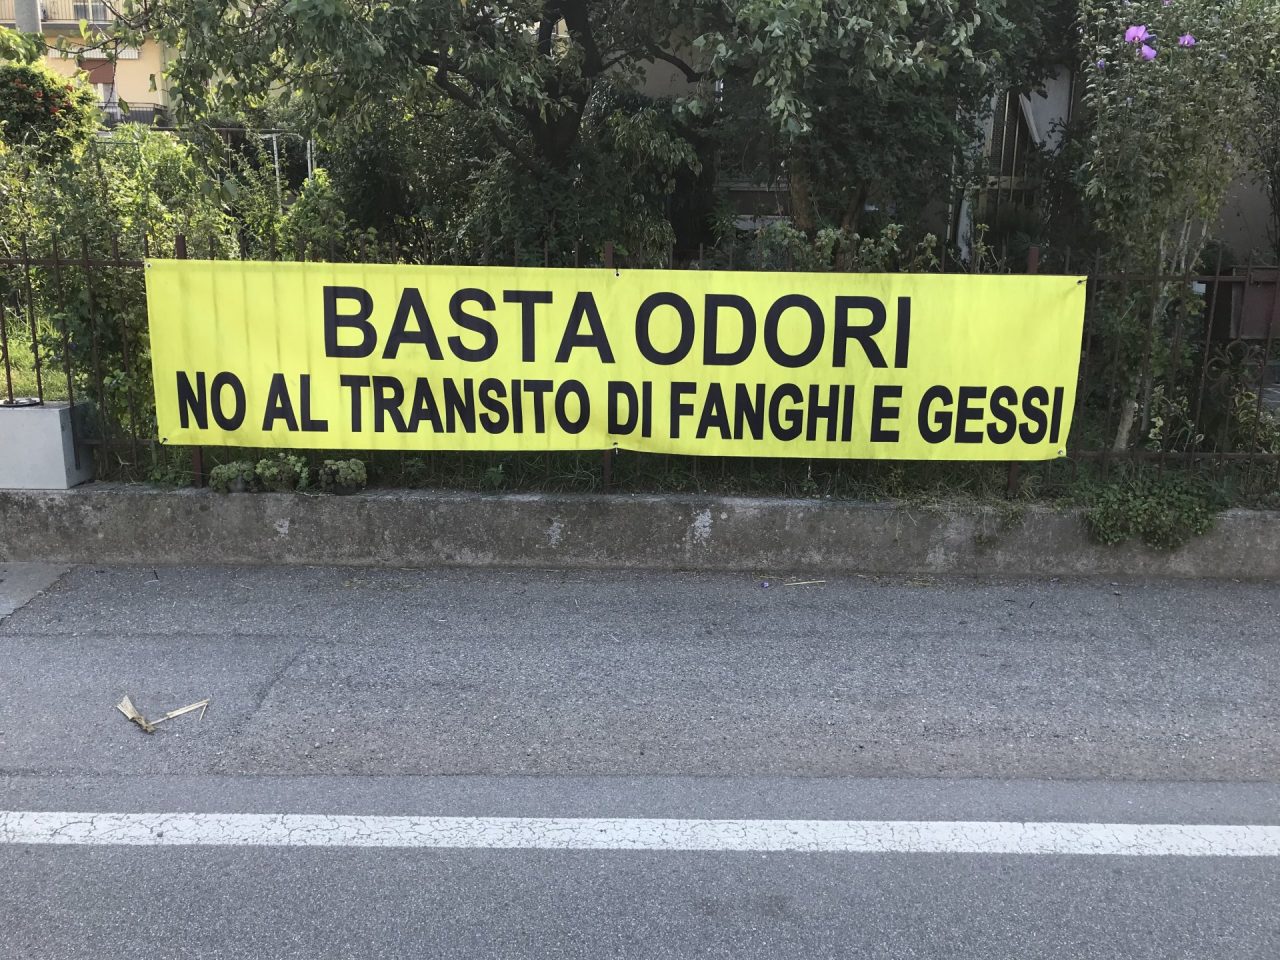 BASTA ODORI
NO AL TRANSITO DI FANGHI E GESSI